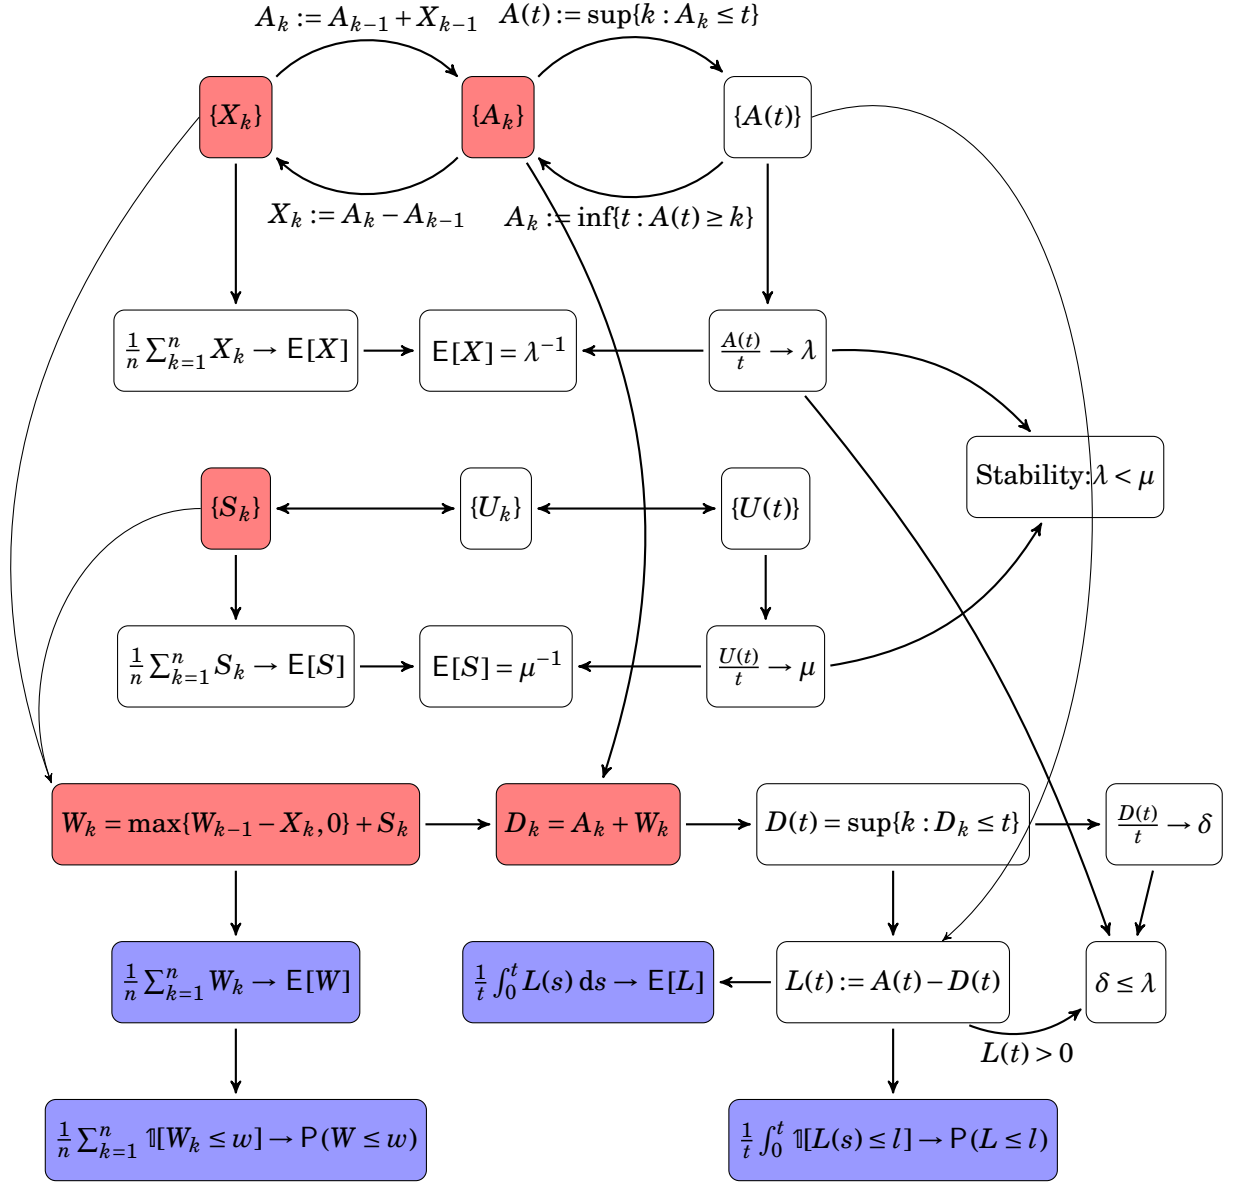 A_k := A_{k−1} + X_{k−1}
A(t) := sup{k : A_k ≤ t}
{X_k}
{A_k}
{A(t)}
X_k := A_k − A_{k−1}
A_k := inf{t : A(t) ≥ k}
1/n ∑_{k=1}^n X_k → E[X]
E[X] = λ^{−1}
A(t)/t → λ
Stability:λ < μ
{S_k}
{U_k}
{U(t)}
1/n ∑_{k=1}^n S_k → E[S]
E[S] = μ^{−1}
U(t)/t → μ
W_k = max{W_{k−1} − X_k, 0} + S_k
D_k = A_k + W_k
D(t) = sup{k : D_k ≤ t}
D(t)/t → δ
1/n ∑_{k=1}^n W_k → E[W]
1/t ∫_0^t L(s) ds → E[L]
L(t) := A(t) − D(t)
δ ≤ λ
L(t) > 0
1/n ∑_{k=1}^n 𝟙[W_k ≤ w] → P(W ≤ w)
1/t ∫_0^t 𝟙[L(s) ≤ l] → P(L ≤ l)